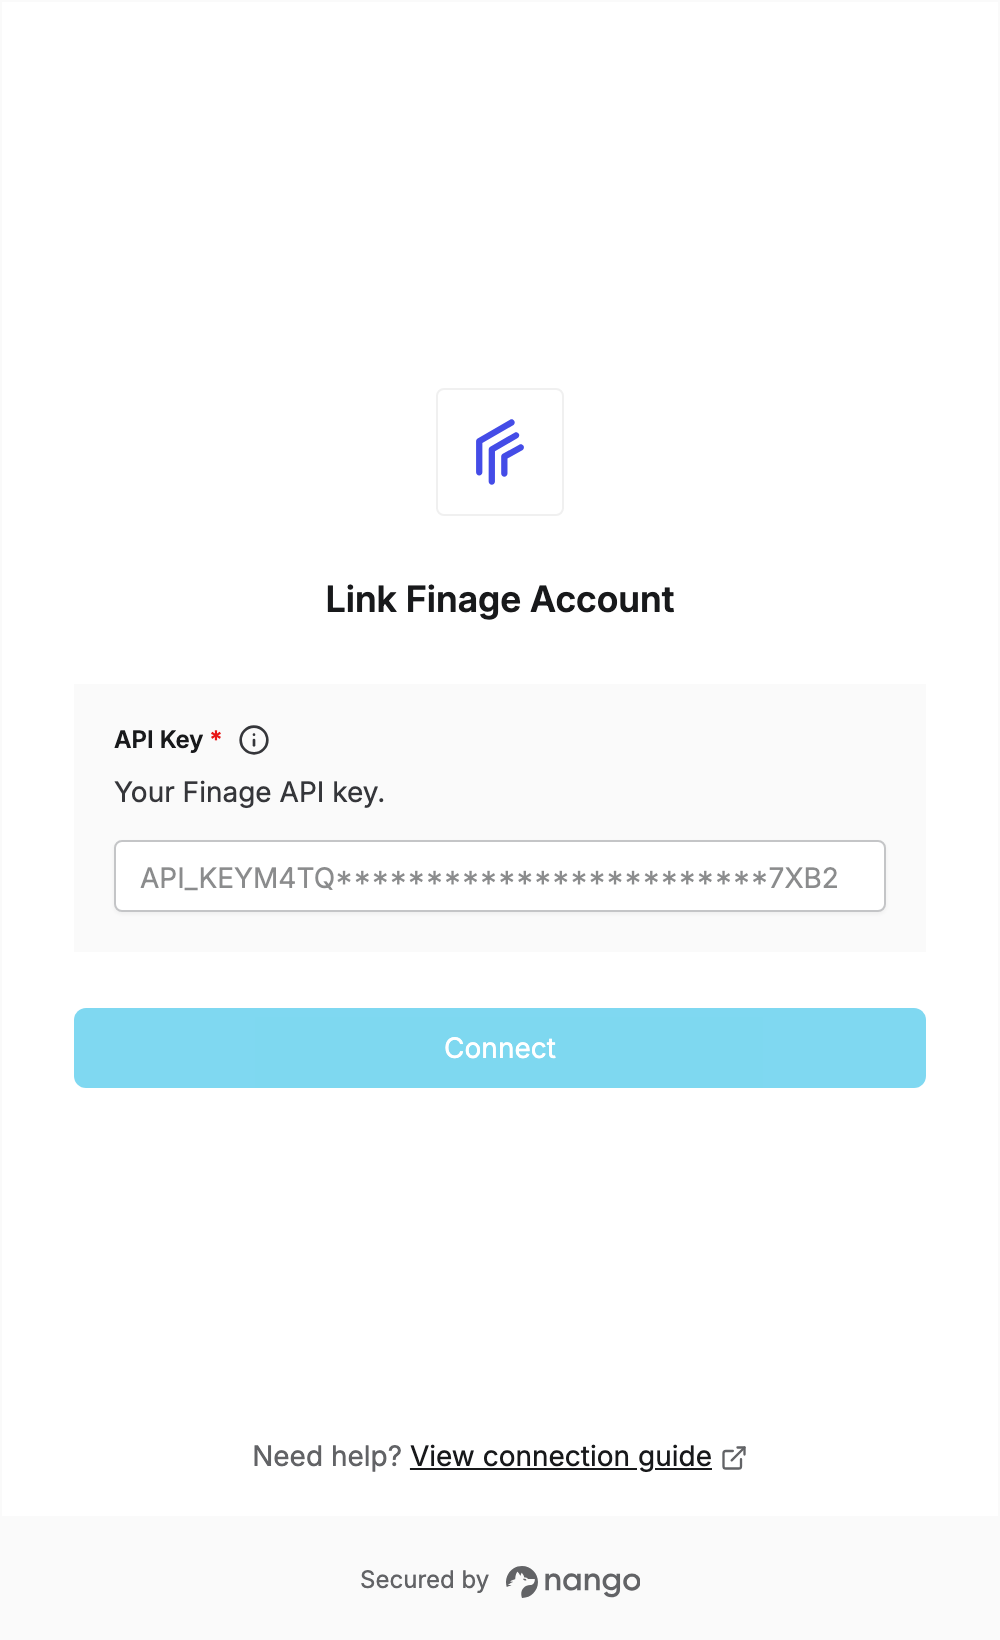 Link Finage Account
API Key *
Your Finage API key.
API_KEYM4TQ************************7XB2
Connect
Need help? View connection guide
Secured by nango